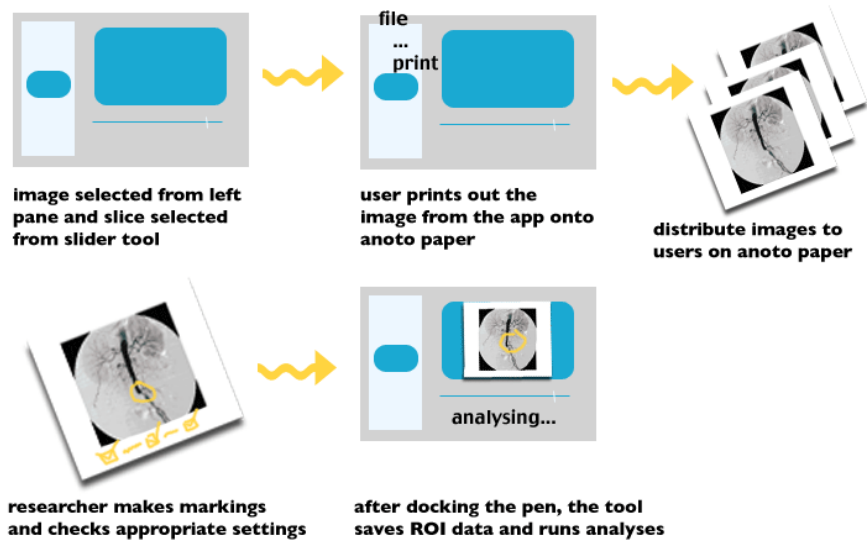 file
...
print
image selected from left
pane and slice selected
from slider tool
user prints out the
image from the app onto
anoto paper
distribute images to
users on anoto paper
analysing...
researcher makes markings
and checks appropriate settings
after docking the pen, the tool
saves ROI data and runs analyses